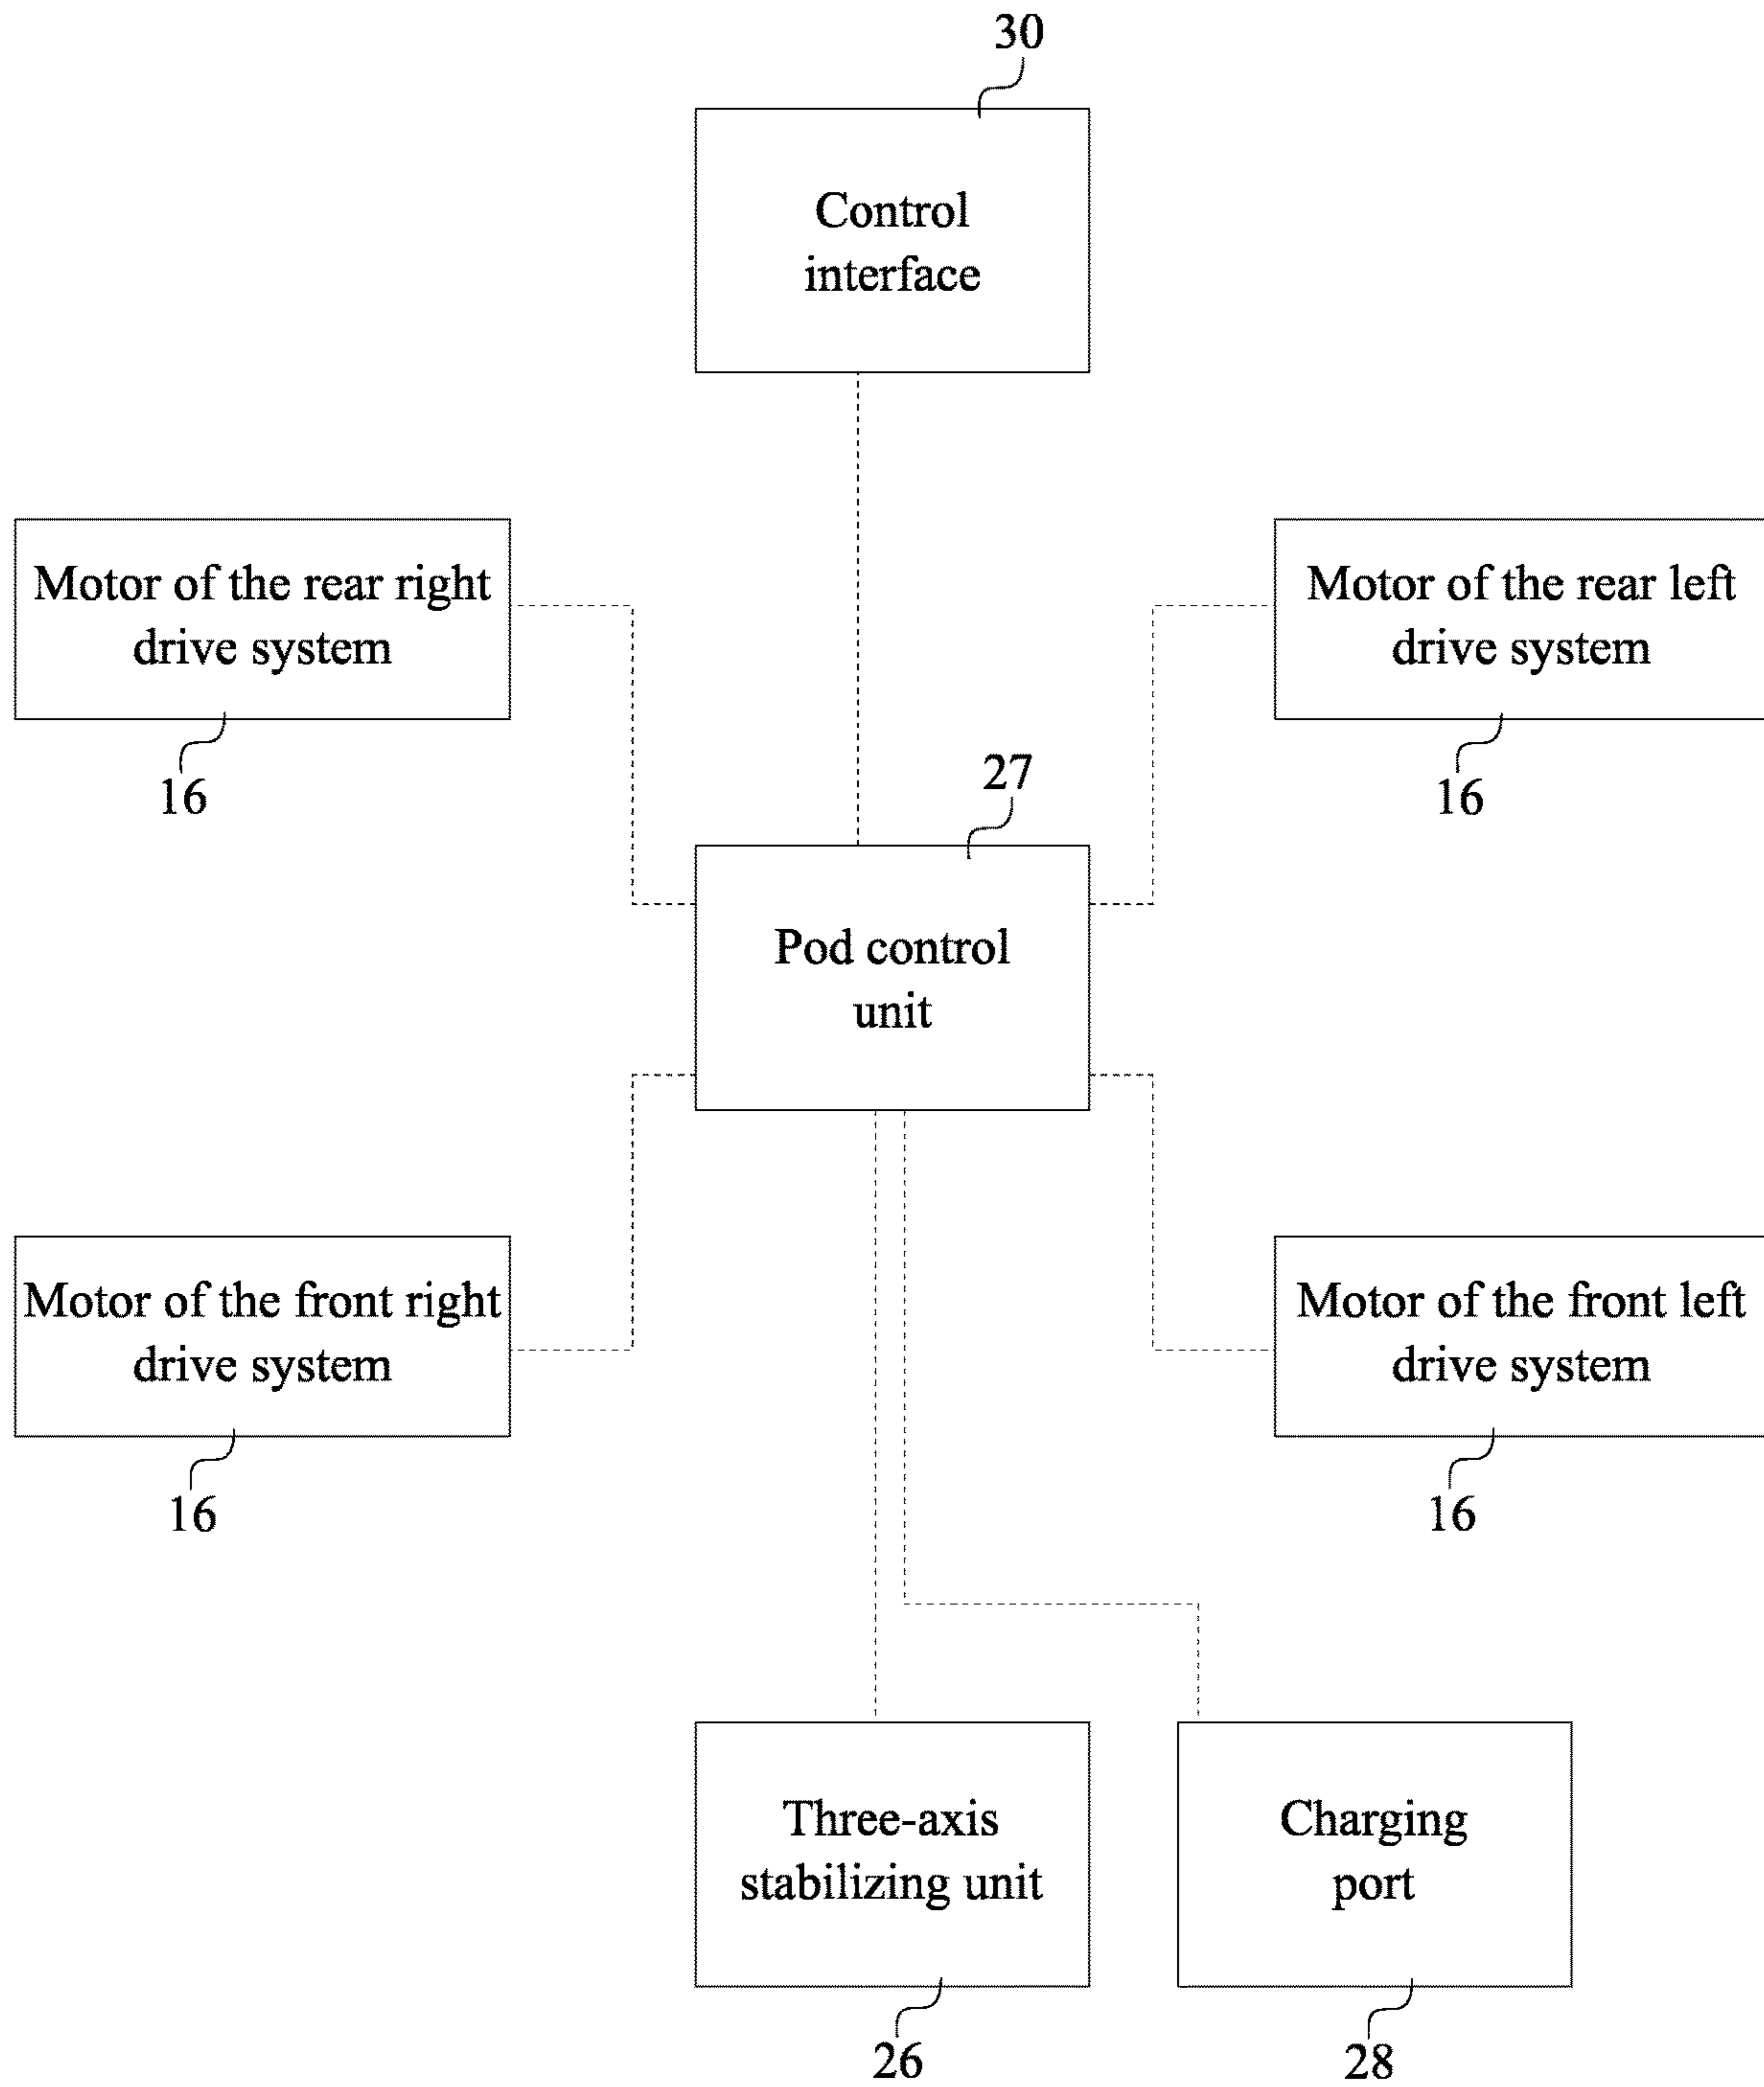 30
Control
interface
Motor of the rear right
drive system
16
Motor of the rear left
drive system
16
27
Pod control
unit
Motor of the front right
drive system
16
Motor of the front left
drive system
16
Three-axis
stabilizing unit
26
Charging
port
28